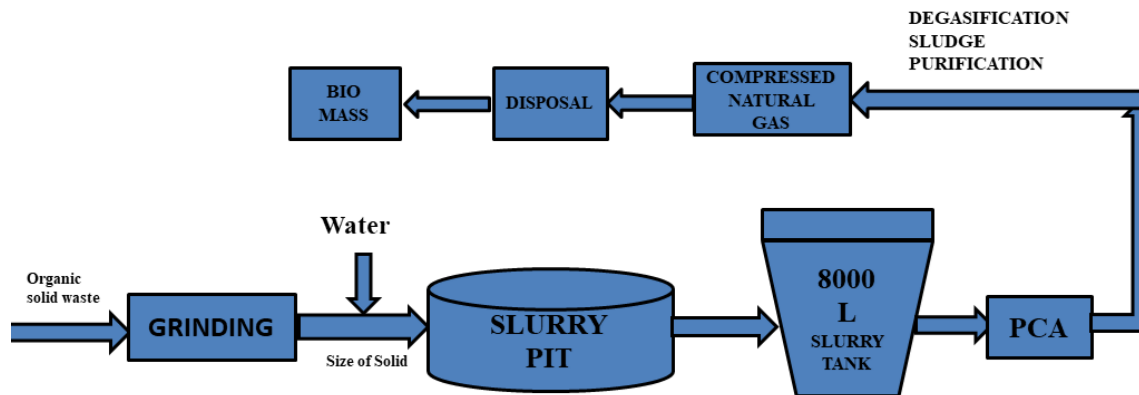 DEGASIFICATION
SLUDGE
PURIFICATION
BIO
MASS
DISPOSAL
COMPRESSED
NATURAL
GAS
Water
Organic
solid waste
GRINDING
Size of Solid
SLURRY
PIT
8000
L
SLURRY
TANK
PCA